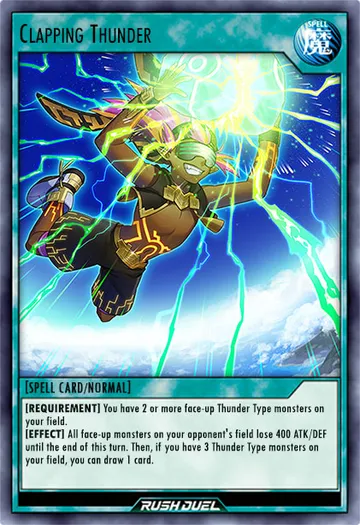 CLAPPING THUNDER
SPELL
魔
[SPELL CARD/NORMAL]
[REQUIREMENT] You have 2 or more face-up Thunder Type monsters on
your field.
[EFFECT] All face-up monsters on your opponent's field lose 400 ATK/DEF
until the end of this turn. Then, if you have 3 Thunder Type monsters
on your field, you can draw 1 card.
RUSH DUEL